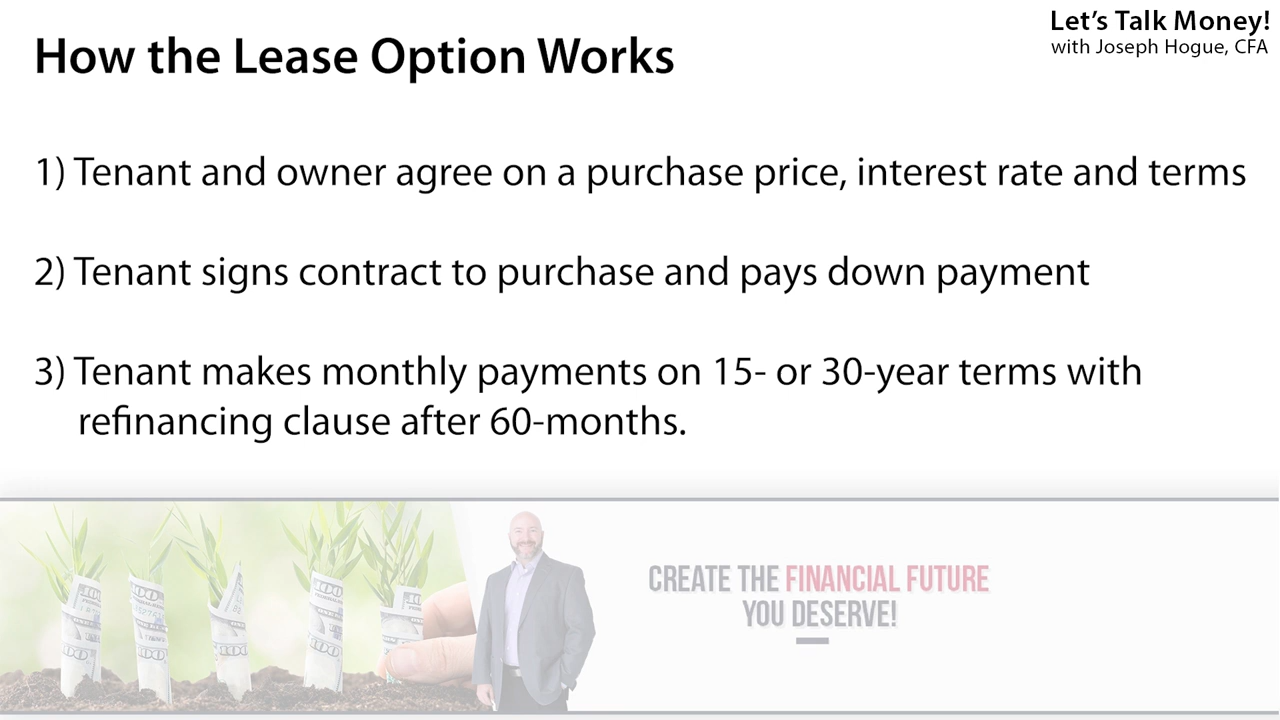 Let's Talk Money!
with Joseph Hogue, CFA
How the Lease Option Works
1) Tenant and owner agree on a purchase price, interest rate and terms
2) Tenant signs contract to purchase and pays down payment
3) Tenant makes monthly payments on 15- or 30-year terms with
refinancing clause after 60-months.
CREATE THE FINANCIAL FUTURE
YOU DESERVE!